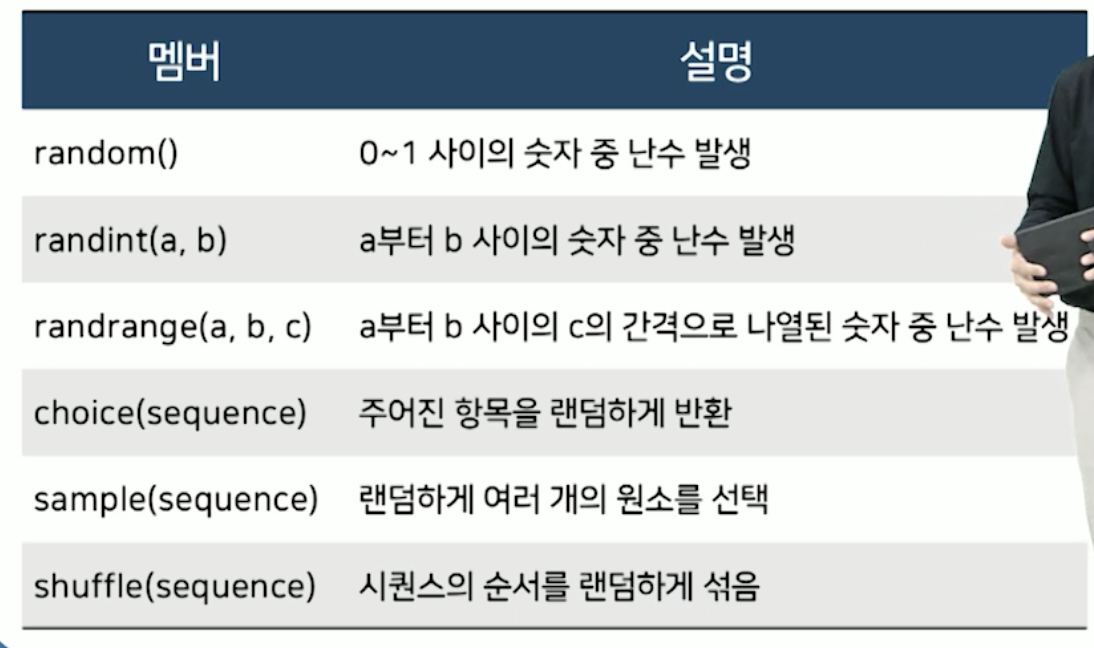 멤버 설명
random() 0~1 사이의 숫자 중 난수 발생
randint(a, b) a부터 b 사이의 숫자 중 난수 발생
randrange(a, b, c) a부터 b 사이의 c의 간격으로 나열된 숫자 중 난수 발생
choice(sequence) 주어진 항목을 랜덤하게 반환
sample(sequence) 랜덤하게 여러 개의 원소를 선택
shuffle(sequence) 시퀀스의 순서를 랜덤하게 섞음